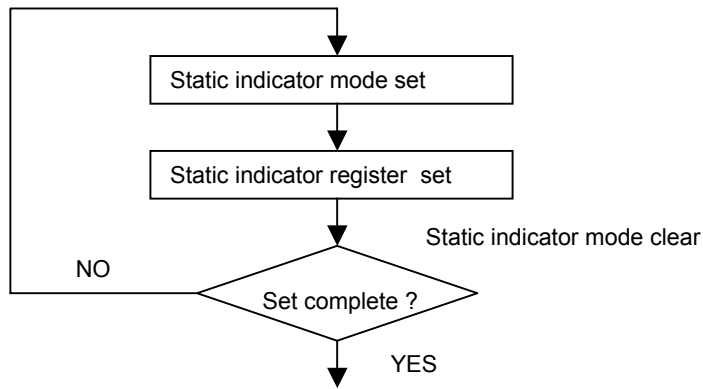 Static indicator mode set
Static indicator register set
Static indicator mode clear
NO
Set complete ?
YES